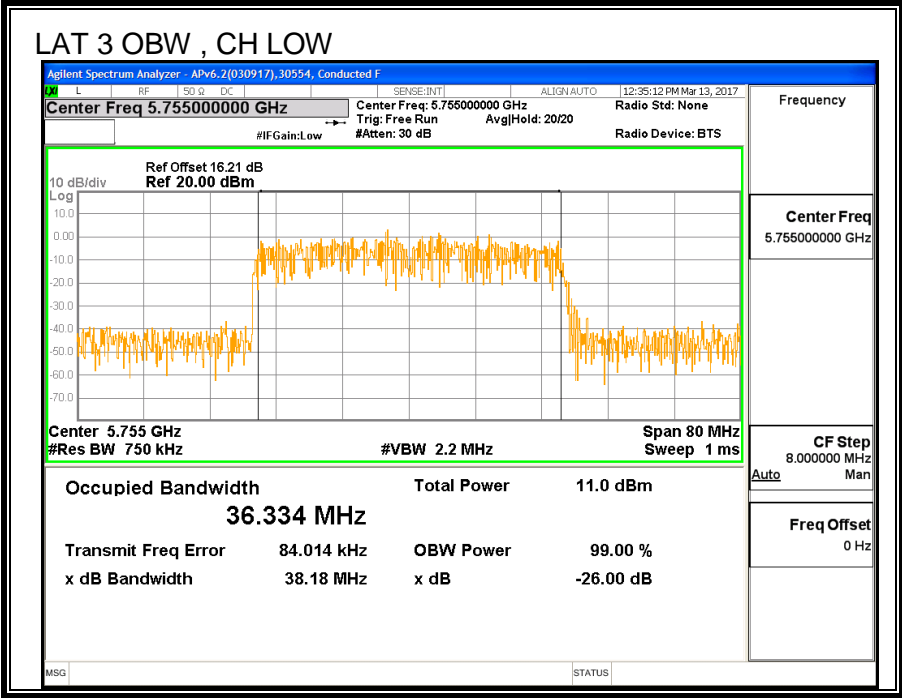 LAT 3 OBW , CH LOW
Agilent Spectrum Analyzer - APv6.2(030917),30554, Conducted F
LXI L RF 50 Ω DC SENSE:INT ALIGN AUTO 12:35:12 PM Mar 13, 2017
Center Freq 5.755000000 GHz
Center Freq: 5.755000000 GHz
Radio Std: None
Trig: Free Run Avg|Hold: 20/20
#IFGain:Low #Atten: 30 dB Radio Device: BTS
Ref Offset 16.21 dB
10 dB/div Ref 20.00 dBm
Log
10.0
0.00
-10.0
-20.0
-30.0
-40.0
-50.0
-60.0
-70.0
Center 5.755 GHz Span 80 MHz
#Res BW 750 kHz #VBW 2.2 MHz Sweep 1 ms
Occupied Bandwidth Total Power 11.0 dBm
36.334 MHz
Transmit Freq Error 84.014 kHz OBW Power 99.00 %
x dB Bandwidth 38.18 MHz x dB -26.00 dB
Frequency
Center Freq
5.755000000 GHz
CF Step
8.000000 MHz
Auto Man
Freq Offset
0 Hz
MSG STATUS